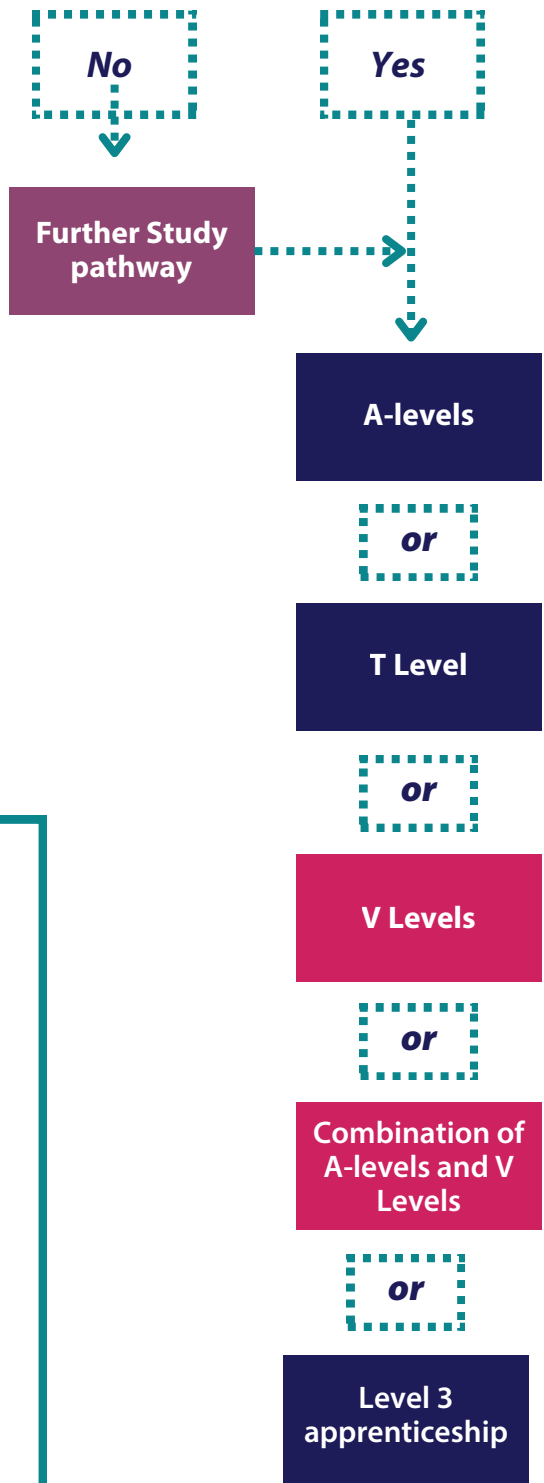 No
Yes
Further Study
pathway
A-levels
or
T Level
or
V Levels
or
Combination of
A-levels and V
Levels
or
Level 3
apprenticeship